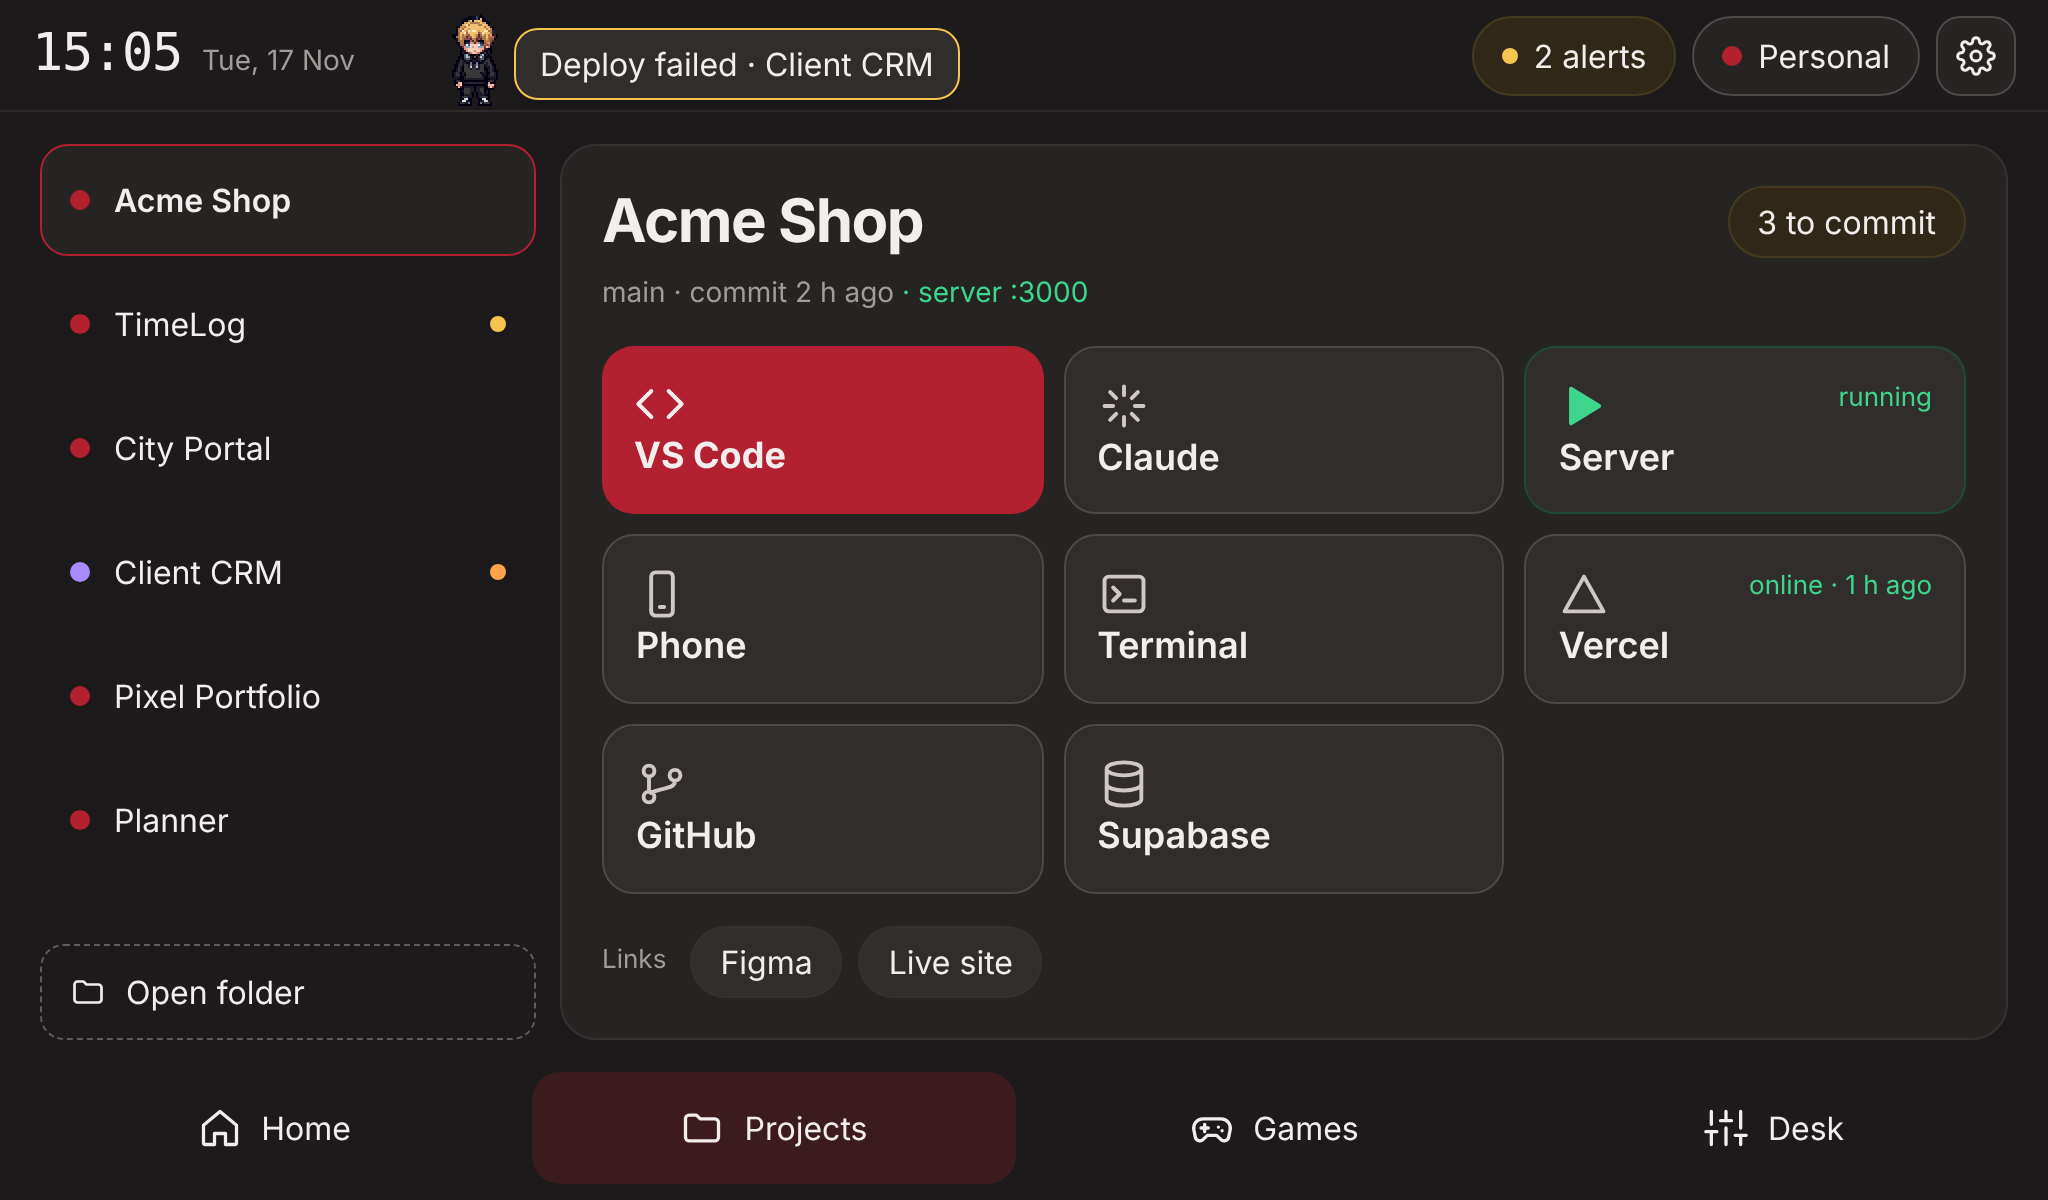 15:05 Tue, 17 Nov
Deploy failed · Client CRM
2 alerts
Personal
Acme Shop
TimeLog
City Portal
Client CRM
Pixel Portfolio
Planner
Open folder
Acme Shop
3 to commit
main · commit 2 h ago · server :3000
VS Code
Claude
running
Server
Phone
Terminal
online · 1 h ago
Vercel
GitHub
Supabase
Links
Figma
Live site
Home
Projects
Games
Desk